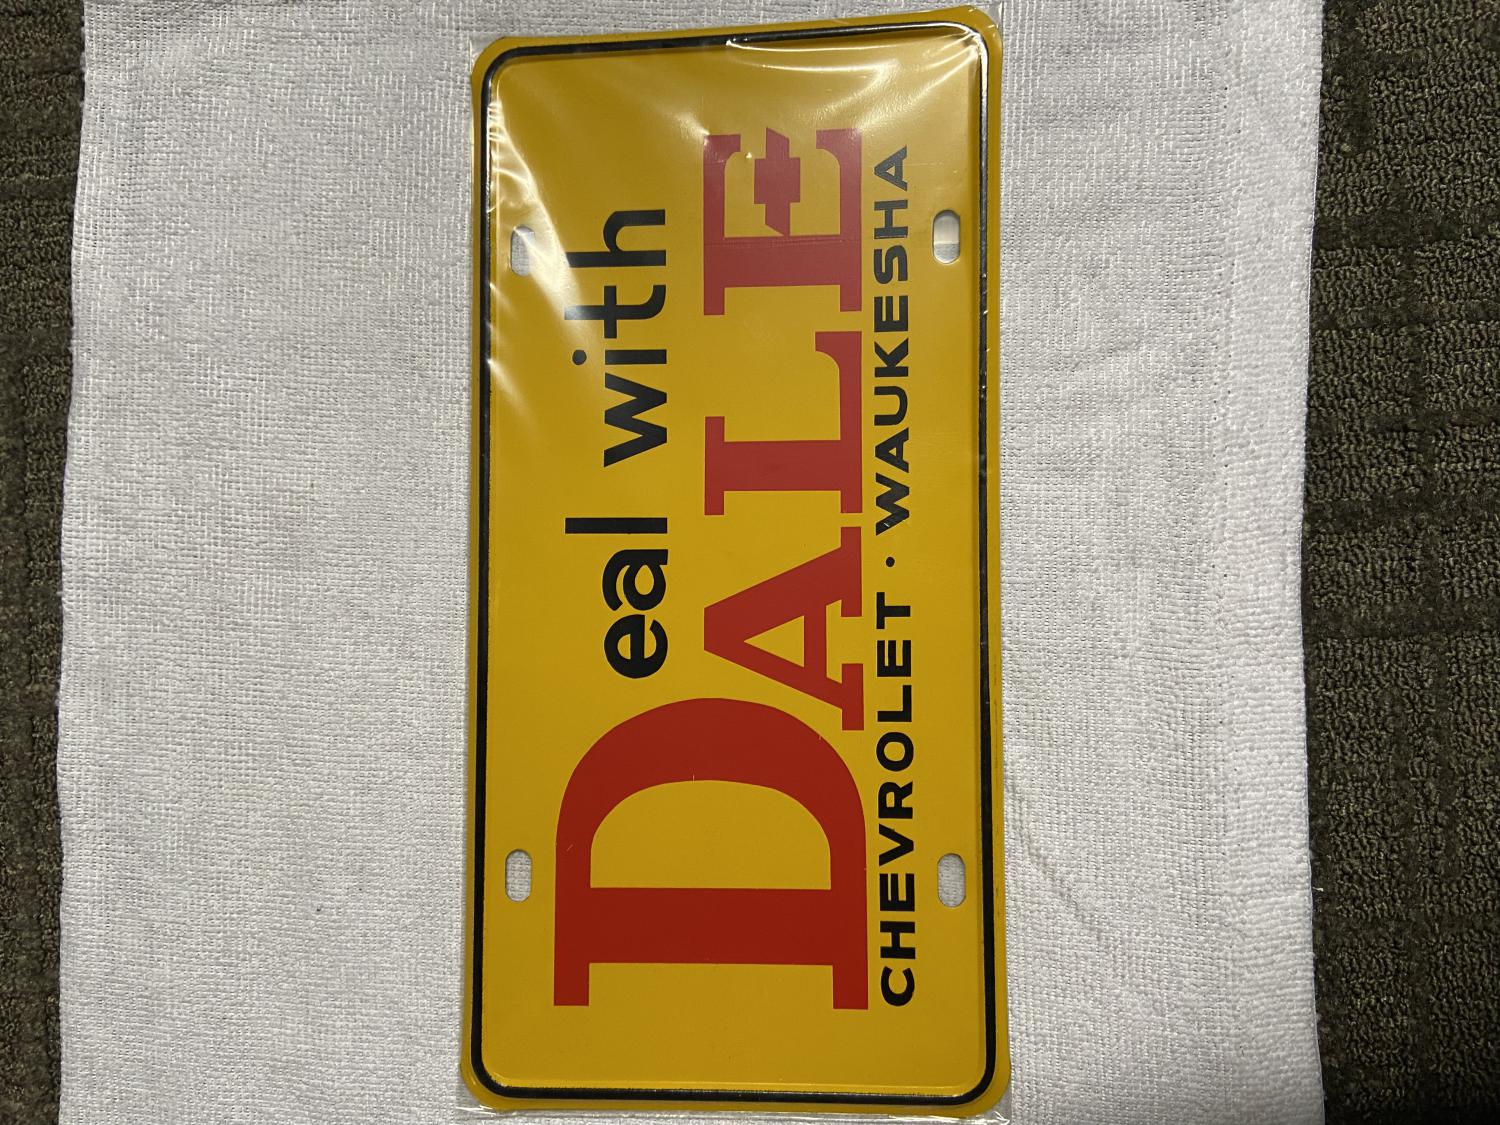 Deal with
DALE
CHEVROLET · WAUKESHA